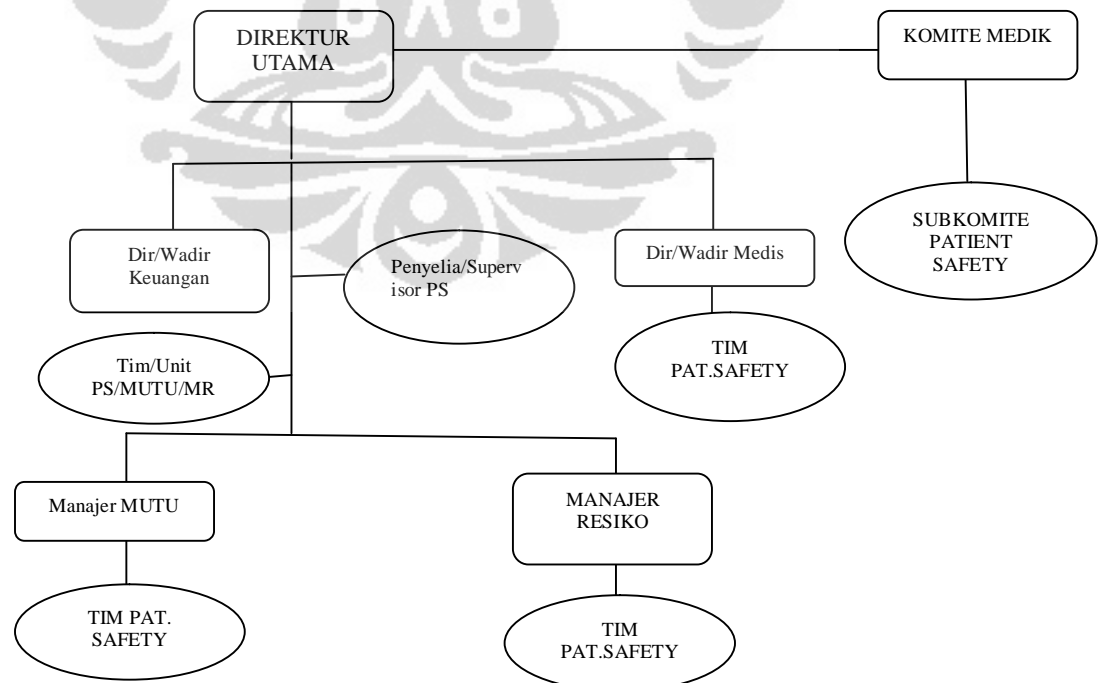 DIREKTUR
UTAMA
KOMITE MEDIK
SUBKOMITE
PATIENT
SAFETY
Dir/Wadir
Keuangan
Penyelia/Superv
isor PS
Dir/Wadir Medis
TIM
PAT.SAFETY
Tim/Unit
PS/MUTU/MR
Manajer MUTU
MANAJER
RESIKO
TIM PAT.
SAFETY
TIM
PAT.SAFETY